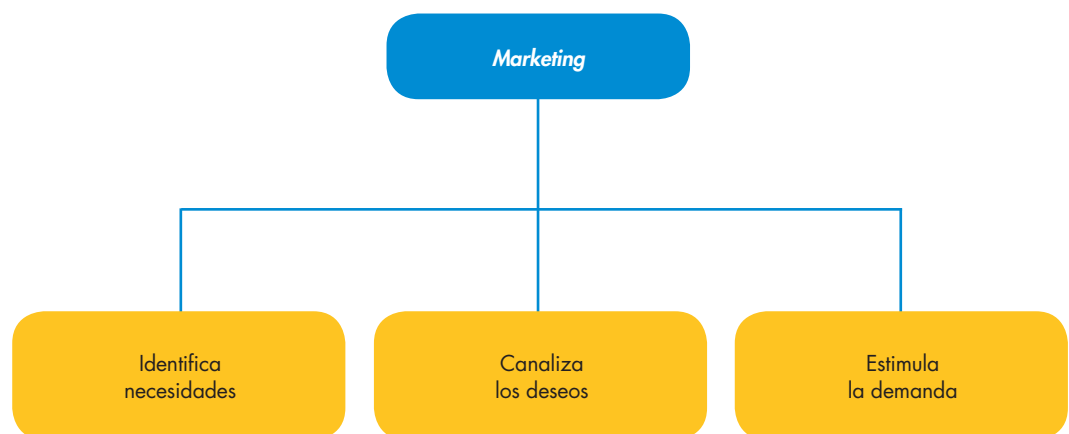 Marketing
Identifica
necesidades
Canaliza
los deseos
Estimula
la demanda